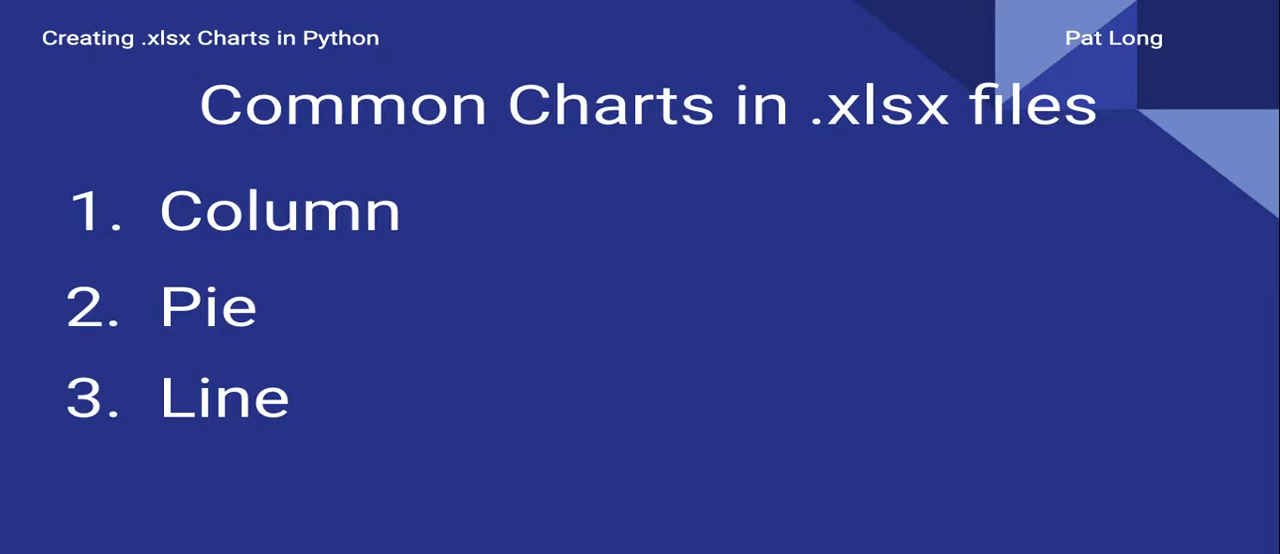 Creating .xlsx Charts in Python
Pat Long
Common Charts in .xlsx files
1. Column
2. Pie
3. Line